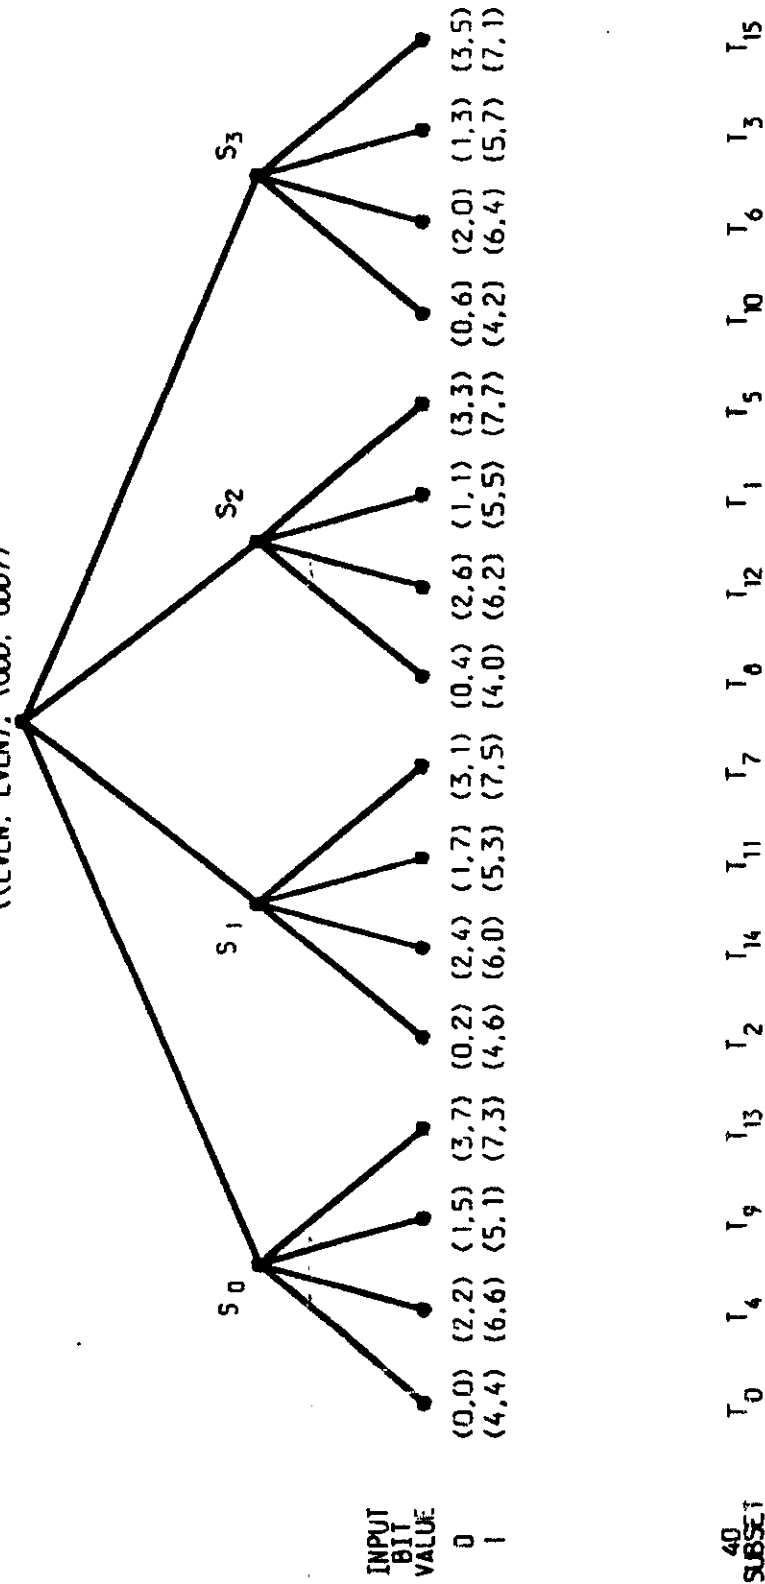 ((EVEN, EVEN), (ODD, ODD))
S0 S1 S2 S3
INPUT
BIT
VALUE
0 (0,0) (2,2) (1,5) (3,7) (0,2) (2,4) (1,7) (3,1) (0,4) (2,6) (1,1) (3,3) (0,6) (2,0) (1,3) (3,5)
1 (4,4) (6,6) (5,1) (7,3) (4,6) (6,0) (5,3) (7,5) (4,0) (6,2) (5,5) (7,7) (4,2) (6,4) (5,7) (7,1)
4D
SUBSET T0 T4 T9 T13 T2 T14 T11 T7 T8 T12 T1 T5 T10 T6 T3 T15